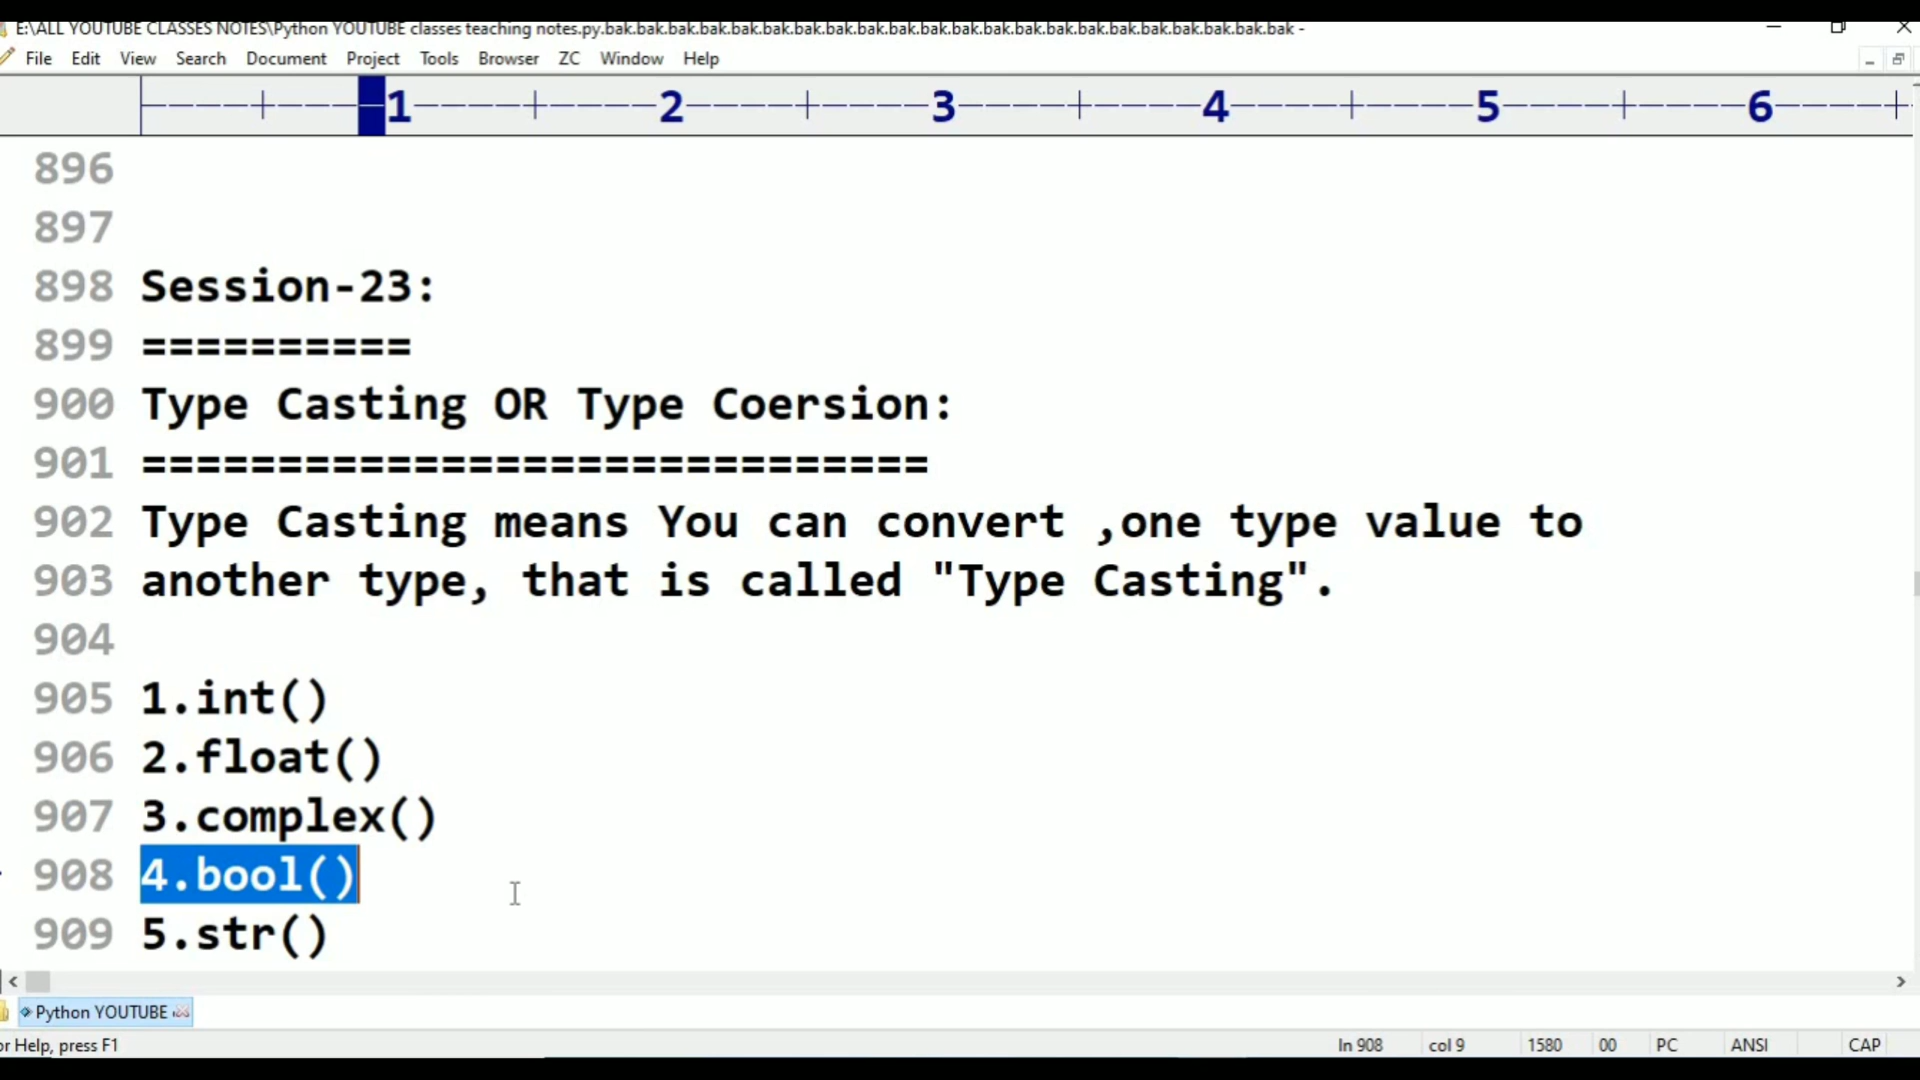 E:\ALL YOUTUBE CLASSES NOTES\Python YOUTUBE classes teaching notes.py.bak.bak.bak.bak.bak.bak.bak.bak.bak.bak.bak.bak.bak.bak.bak.bak.bak.bak.bak.bak.bak.bak -
File Edit View Search Document Project Tools Browser ZC Window Help
1 2 3 4 5 6
896
897
898 Session-23:
899 ==========
900 Type Casting OR Type Coersion:
901 =============================
902 Type Casting means You can convert ,one type value to
903 another type, that is called "Type Casting".
904
905 1.int()
906 2.float()
907 3.complex()
908 4.bool()
909 5.str()
Python YOUTUBE
or Help, press F1 ln 908 col 9 1580 00 PC ANSI CAP